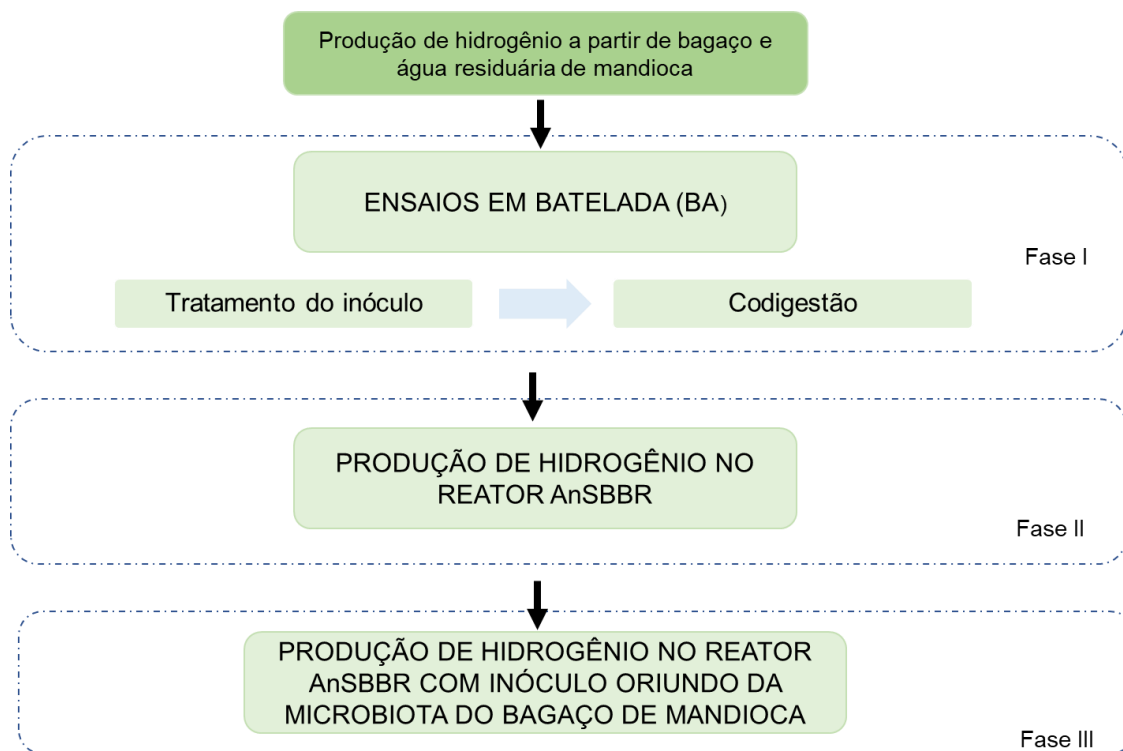 Produção de hidrogênio a partir de bagaço e
água residuária de mandioca
ENSAIOS EM BATELADA (BA)
Fase I
Tratamento do inóculo
Codigestão
PRODUÇÃO DE HIDROGÊNIO NO
REATOR AnSBBR
Fase II
PRODUÇÃO DE HIDROGÊNIO NO REATOR
AnSBBR COM INÓCULO ORIUNDO DA
MICROBIOTA DO BAGAÇO DE MANDIOCA
Fase III